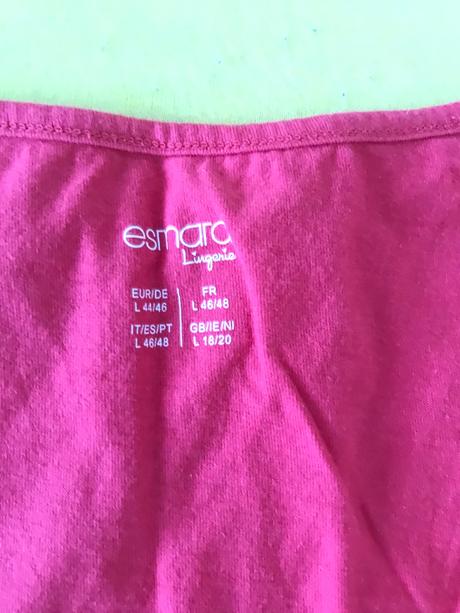 esmara
Lingerie
EUR/DE
L 44/46
FR
L 46/48
IT/ES/PT
L 46/48
GB/IE/NI
L 18/20